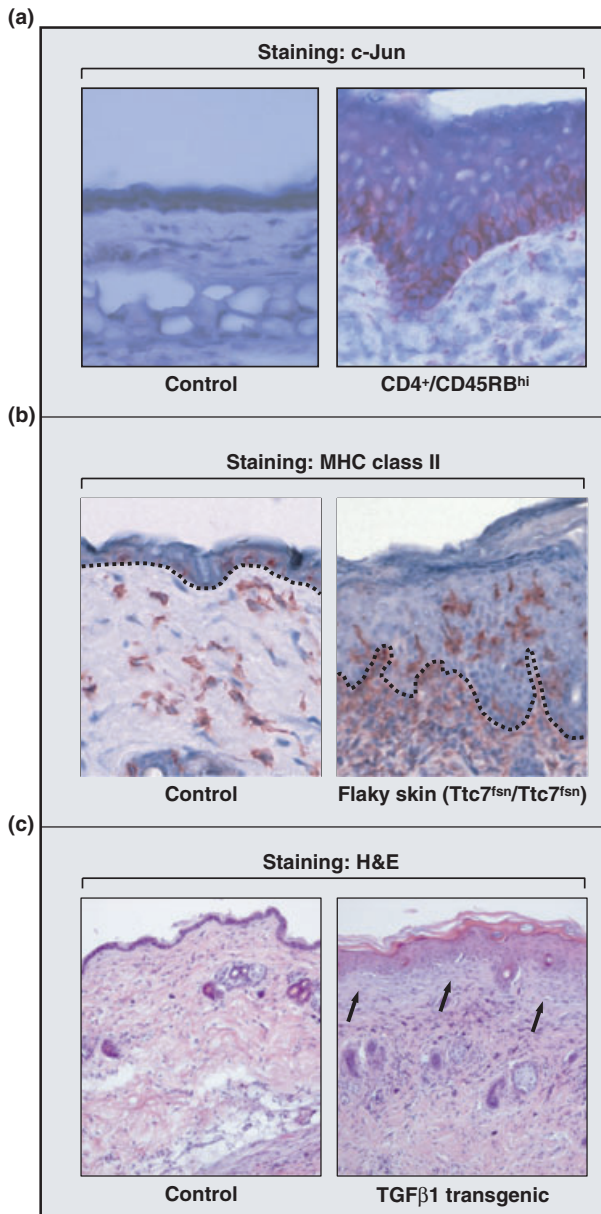 (a)
Staining: c-Jun
Control
CD4+/CD45RBhi
(b)
Staining: MHC class II
Control
Flaky skin (Ttc7fsn/Ttc7fsn)
(c)
Staining: H&E
Control
TGFβ1 transgenic